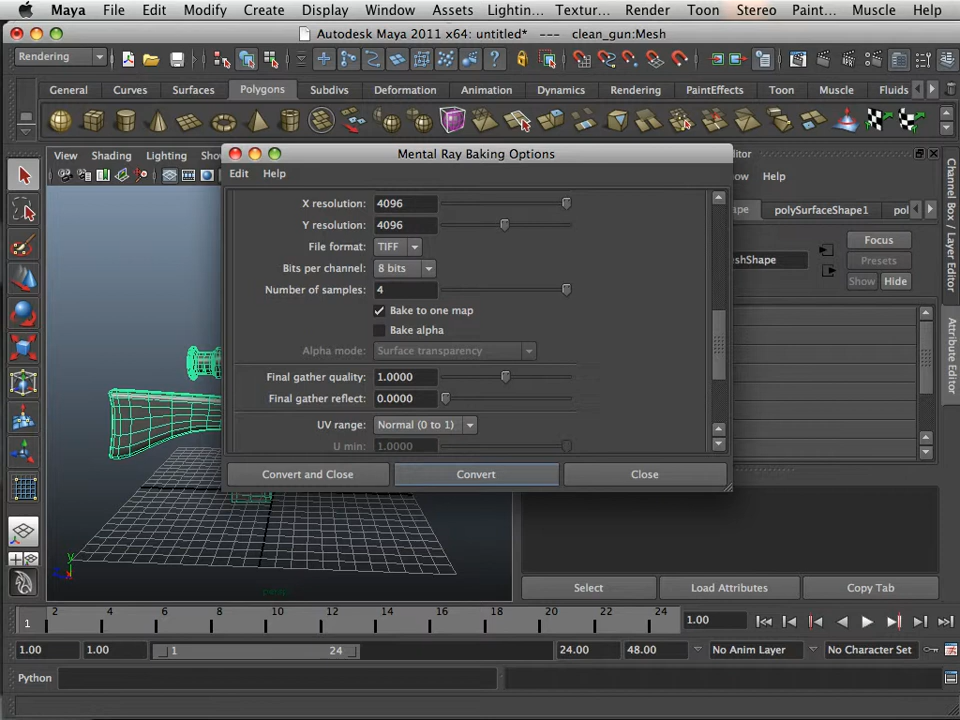 Maya File Edit Modify Create Display Window Assets Lightin... Textur... Render Toon Stereo Paint... Muscle Help
Autodesk Maya 2011 x64: untitled* --- clean_gun:Mesh
Rendering
General Curves Surfaces Polygons Subdivs Deformation Animation Dynamics Rendering PaintEffects Toon Muscle Fluids
View Shading Lighting
Mental Ray Baking Options
Edit Help
Help
X resolution: 4096
Y resolution: 4096
File format: TIFF
Bits per channel: 8 bits
Number of samples: 4
Bake to one map
Bake alpha
Alpha mode: Surface transparency
Final gather quality: 1.0000
Final gather reflect: 0.0000
UV range: Normal (0 to 1)
U min: 1.0000
Convert and Close Convert Close
polySurfaceShape1
Focus
Presets
Show Hide
Channel Box / Layer Editor
Attribute Editor
Select Load Attributes Copy Tab
2 4 6 8 10 12 14 16 18 20 22 24
1
1.00
1.00 1.00 1 24 24.00 48.00 No Anim Layer No Character Set
Python